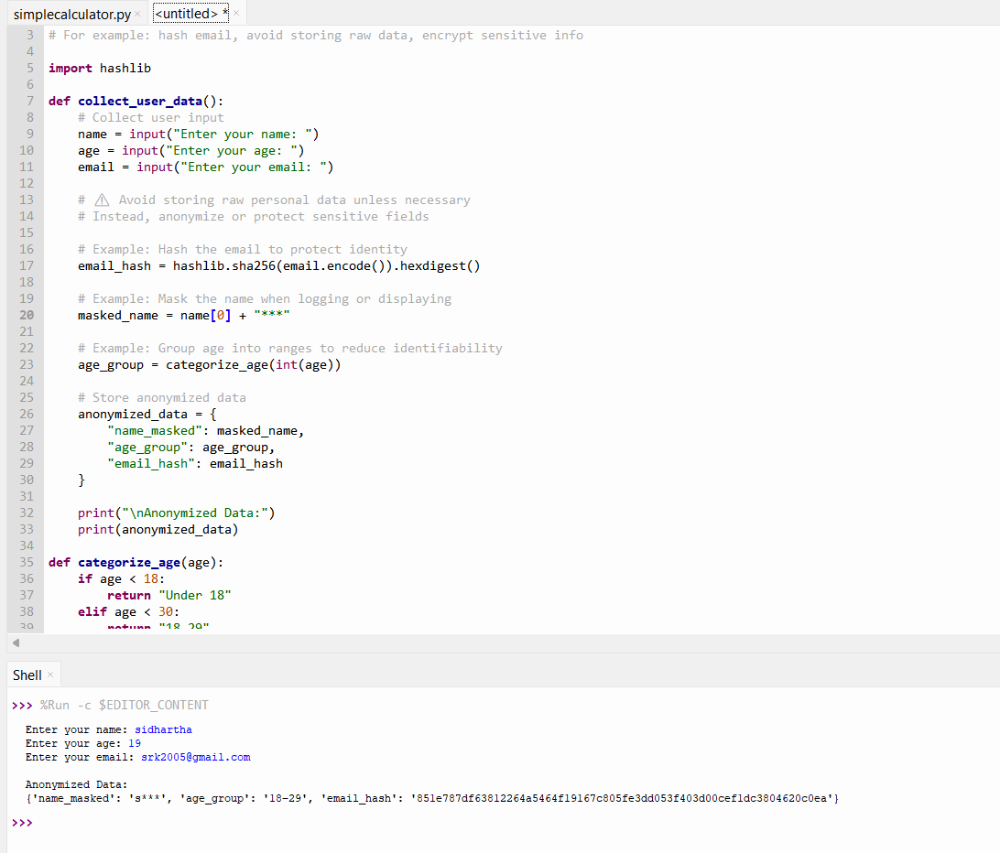 simplecalculator.py × <untitled> * ×
3 # For example: hash email, avoid storing raw data, encrypt sensitive info
4
5 import hashlib
6
7 def collect_user_data():
8     # Collect user input
9     name = input("Enter your name: ")
10     age = input("Enter your age: ")
11     email = input("Enter your email: ")
12
13     # ⚠ Avoid storing raw personal data unless necessary
14     # Instead, anonymize or protect sensitive fields
15
16     # Example: Hash the email to protect identity
17     email_hash = hashlib.sha256(email.encode()).hexdigest()
18
19     # Example: Mask the name when logging or displaying
20     masked_name = name[0] + "***"
21
22     # Example: Group age into ranges to reduce identifiability
23     age_group = categorize_age(int(age))
24
25     # Store anonymized data
26     anonymized_data = {
27         "name_masked": masked_name,
28         "age_group": age_group,
29         "email_hash": email_hash
30     }
31
32     print("\nAnonymized Data:")
33     print(anonymized_data)
34
35 def categorize_age(age):
36     if age < 18:
37         return "Under 18"
38     elif age < 30:
39         return "18-29"
Shell ×
>>> %Run -c $EDITOR_CONTENT
Enter your name: sidhartha
Enter your age: 19
Enter your email: srk2005@gmail.com
Anonymized Data:
{'name_masked': 's***', 'age_group': '18-29', 'email_hash': '851e787df63812264a5464f19167c805fe3dd053f403d00cef1dc3804620c0ea'}
>>>